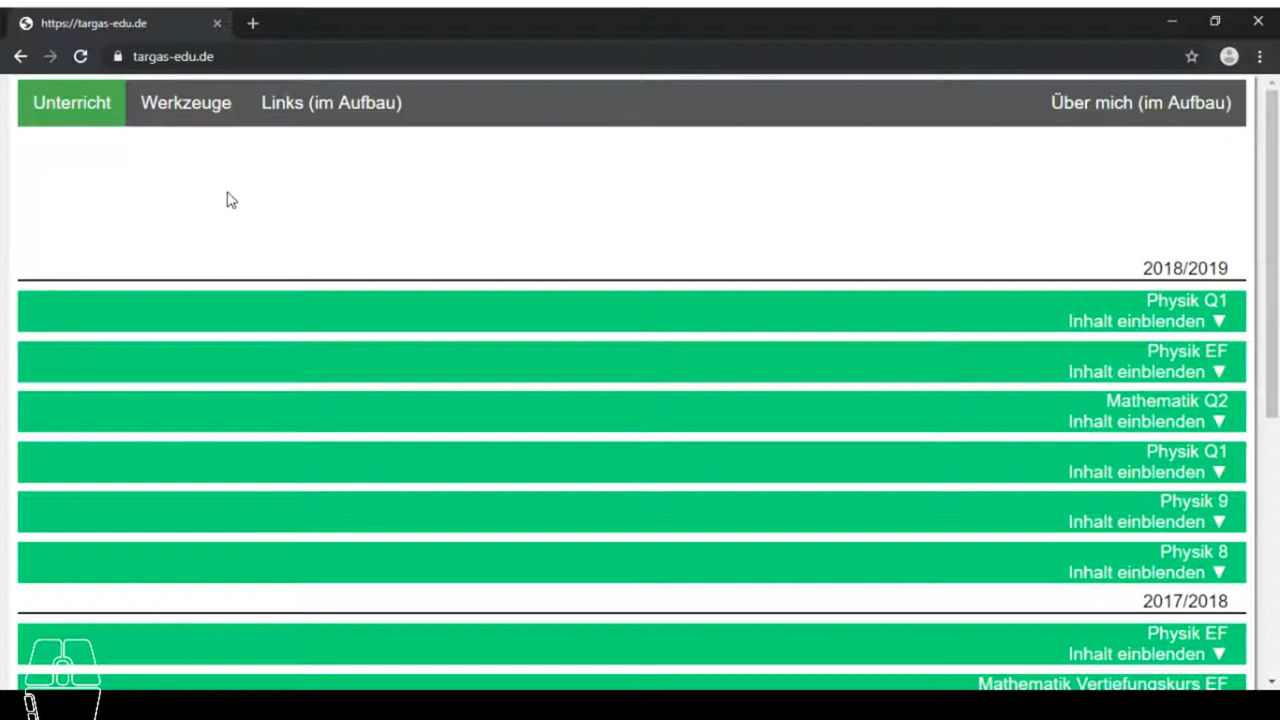 https://targas-edu.de
targas-edu.de
Unterricht Werkzeuge Links (im Aufbau) Über mich (im Aufbau)
2018/2019
Physik Q1
Inhalt einblenden ▼
Physik EF
Inhalt einblenden ▼
Mathematik Q2
Inhalt einblenden ▼
Physik Q1
Inhalt einblenden ▼
Physik 9
Inhalt einblenden ▼
Physik 8
Inhalt einblenden ▼
2017/2018
Physik EF
Inhalt einblenden ▼
Mathematik Vertiefungskurs EF